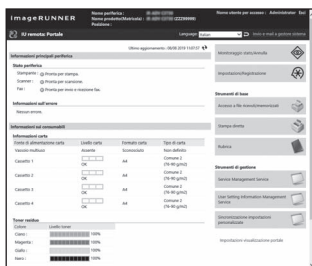 imageRUNNER
Nome periferica :
Nome prodotto(Matricola) : (ZZZ99999)
Posizione :
Nome utente per accesso : Administrator
IU remota: Portale
Language: Italian
Invio e-mail a gestore sistema
Ultimo aggiornamento : 08/08/2019 11:07:57
Informazioni principali periferica
Stato periferica
Stampante : Pronta per stampa.
Scanner : Pronta per scansione.
Fax : Pronta per invio e ricezione fax.
Informazioni sull'errore
Nessun errore.
Informazioni sui consumabili
Informazioni carta
Fonte di alimentazione carta Livello carta Formato carta Tipo di carta
Vassoio multiuso Assente Sconosciuto Non definito
Cassetto 1 OK A4 Comune 2
(76-90 g/m2)
Cassetto 2 OK A4 Comune 2
(76-90 g/m2)
Cassetto 3 OK A4 Comune 2
(76-90 g/m2)
Cassetto 4 OK A4 Comune 2
(76-90 g/m2)
Toner residuo
Colore Livello toner
Ciano : 100%
Magenta : 100%
Giallo : 100%
Nero : 100%
Monitoraggio stato/Annulla
Impostazioni/Registrazione
Strumenti di base
Accesso a file ricevuti/memorizzati
Stampa diretta
Rubrica
Strumenti di gestione
Service Management Service
User Setting Information Management
Service
Sincronizzazione impostazioni
personalizzate
Impostazioni visualizzazione portale